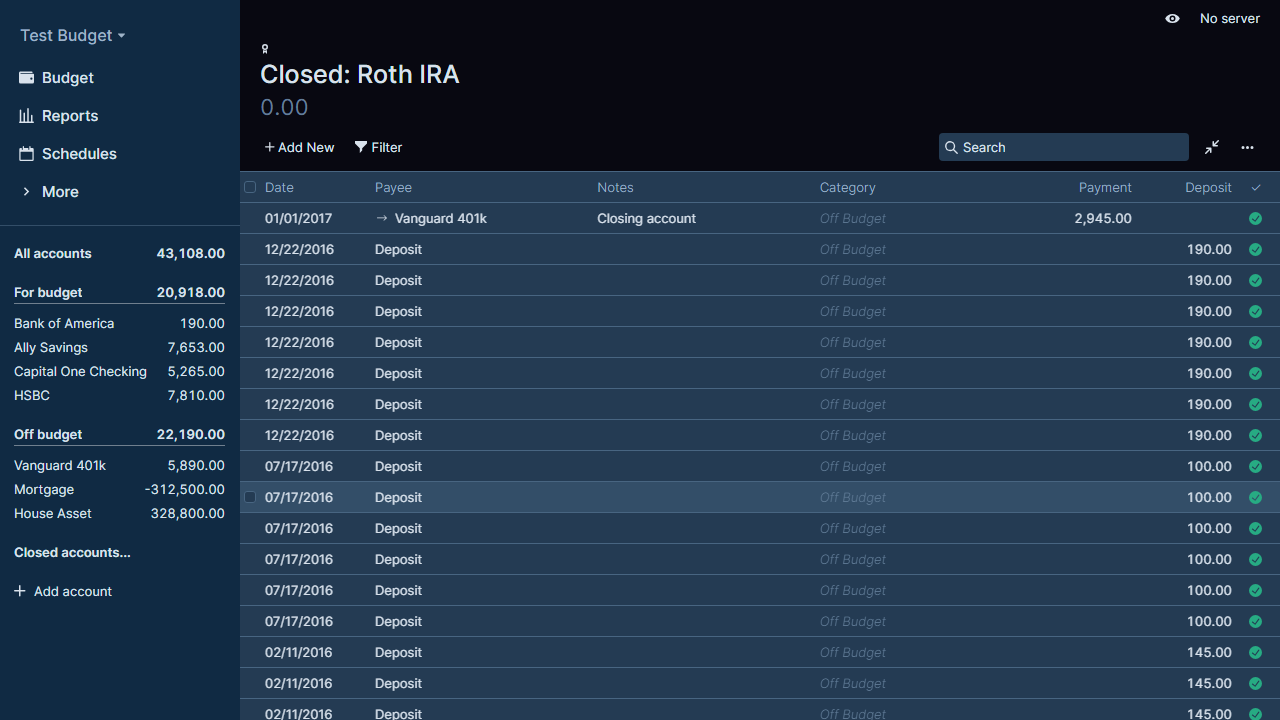 Test Budget
Budget
Reports
Schedules
More
All accounts 43,108.00
For budget 20,918.00
Bank of America 190.00
Ally Savings 7,653.00
Capital One Checking 5,265.00
HSBC 7,810.00
Off budget 22,190.00
Vanguard 401k 5,890.00
Mortgage -312,500.00
House Asset 328,800.00
Closed accounts...
Add account
No server
Closed: Roth IRA
0.00
Add New Filter Search
Date Payee Notes Category Payment Deposit
01/01/2017 Vanguard 401k Closing account Off Budget 2,945.00
12/22/2016 Deposit Off Budget 190.00
12/22/2016 Deposit Off Budget 190.00
12/22/2016 Deposit Off Budget 190.00
12/22/2016 Deposit Off Budget 190.00
12/22/2016 Deposit Off Budget 190.00
12/22/2016 Deposit Off Budget 190.00
12/22/2016 Deposit Off Budget 190.00
07/17/2016 Deposit Off Budget 100.00
07/17/2016 Deposit Off Budget 100.00
07/17/2016 Deposit Off Budget 100.00
07/17/2016 Deposit Off Budget 100.00
07/17/2016 Deposit Off Budget 100.00
07/17/2016 Deposit Off Budget 100.00
02/11/2016 Deposit Off Budget 145.00
02/11/2016 Deposit Off Budget 145.00
02/11/2016 Deposit Off Budget 145.00